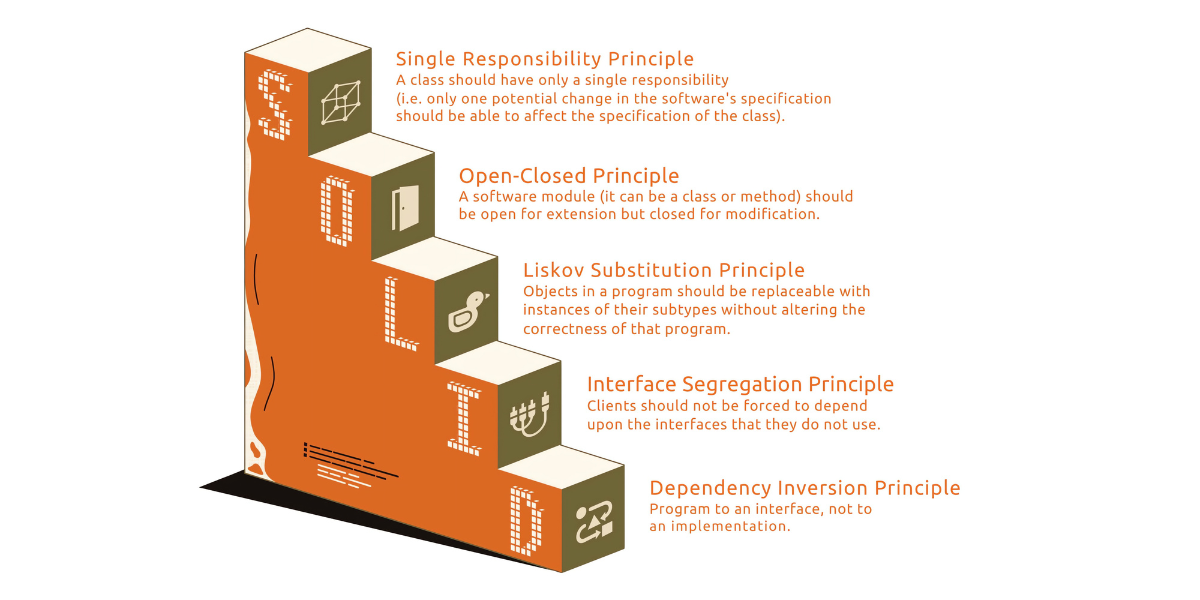 S
Single Responsibility Principle
A class should have only a single responsibility
(i.e. only one potential change in the software's specification
should be able to affect the specification of the class).
O
Open-Closed Principle
A software module (it can be a class or method) should
be open for extension but closed for modification.
L
Liskov Substitution Principle
Objects in a program should be replaceable with
instances of their subtypes without altering the
correctness of that program.
I
Interface Segregation Principle
Clients should not be forced to depend
upon the interfaces that they do not use.
D
Dependency Inversion Principle
Program to an interface, not to
an implementation.